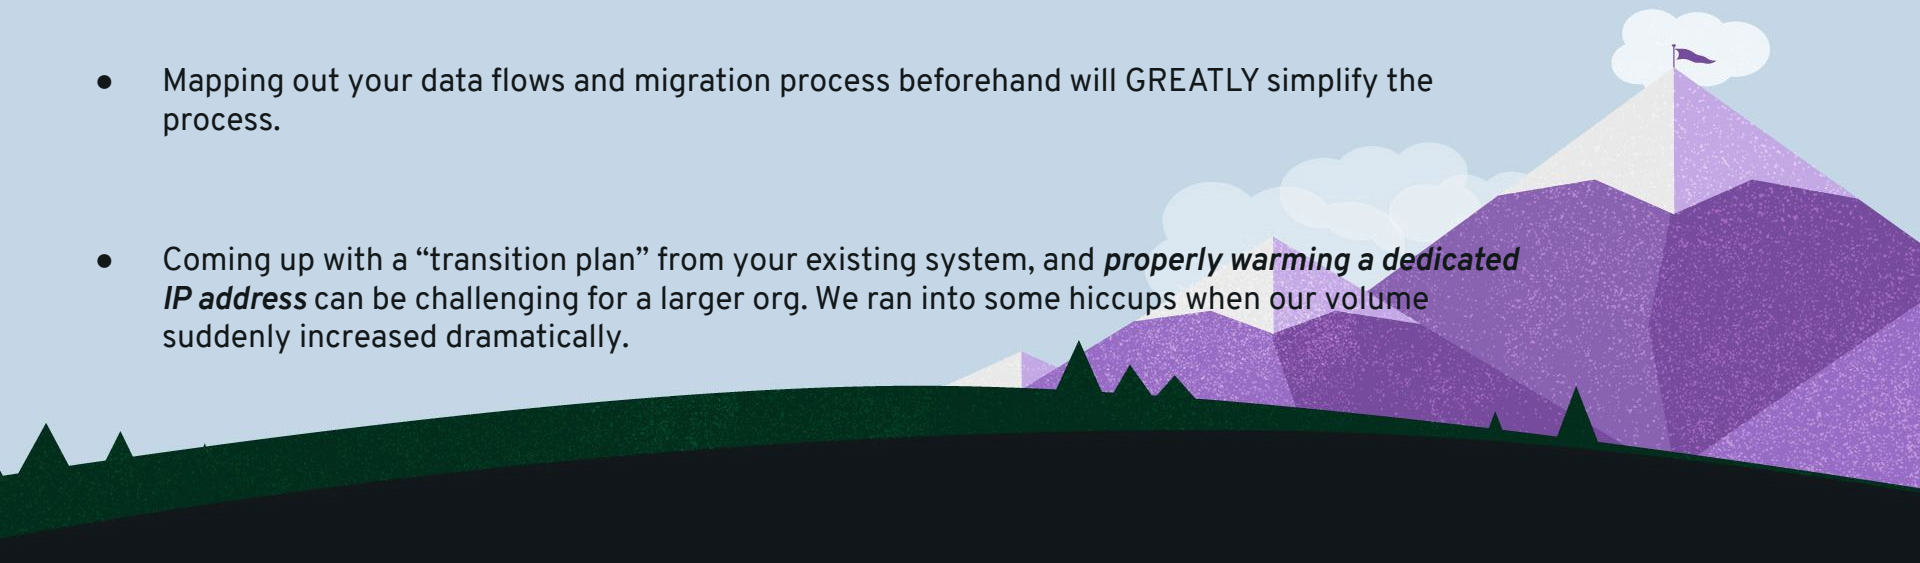 ● Mapping out your data flows and migration process beforehand will GREATLY simplify the
process.
● Coming up with a “transition plan” from your existing system, and properly warming a dedicated
IP address can be challenging for a larger org. We ran into some hiccups when our volume
suddenly increased dramatically.